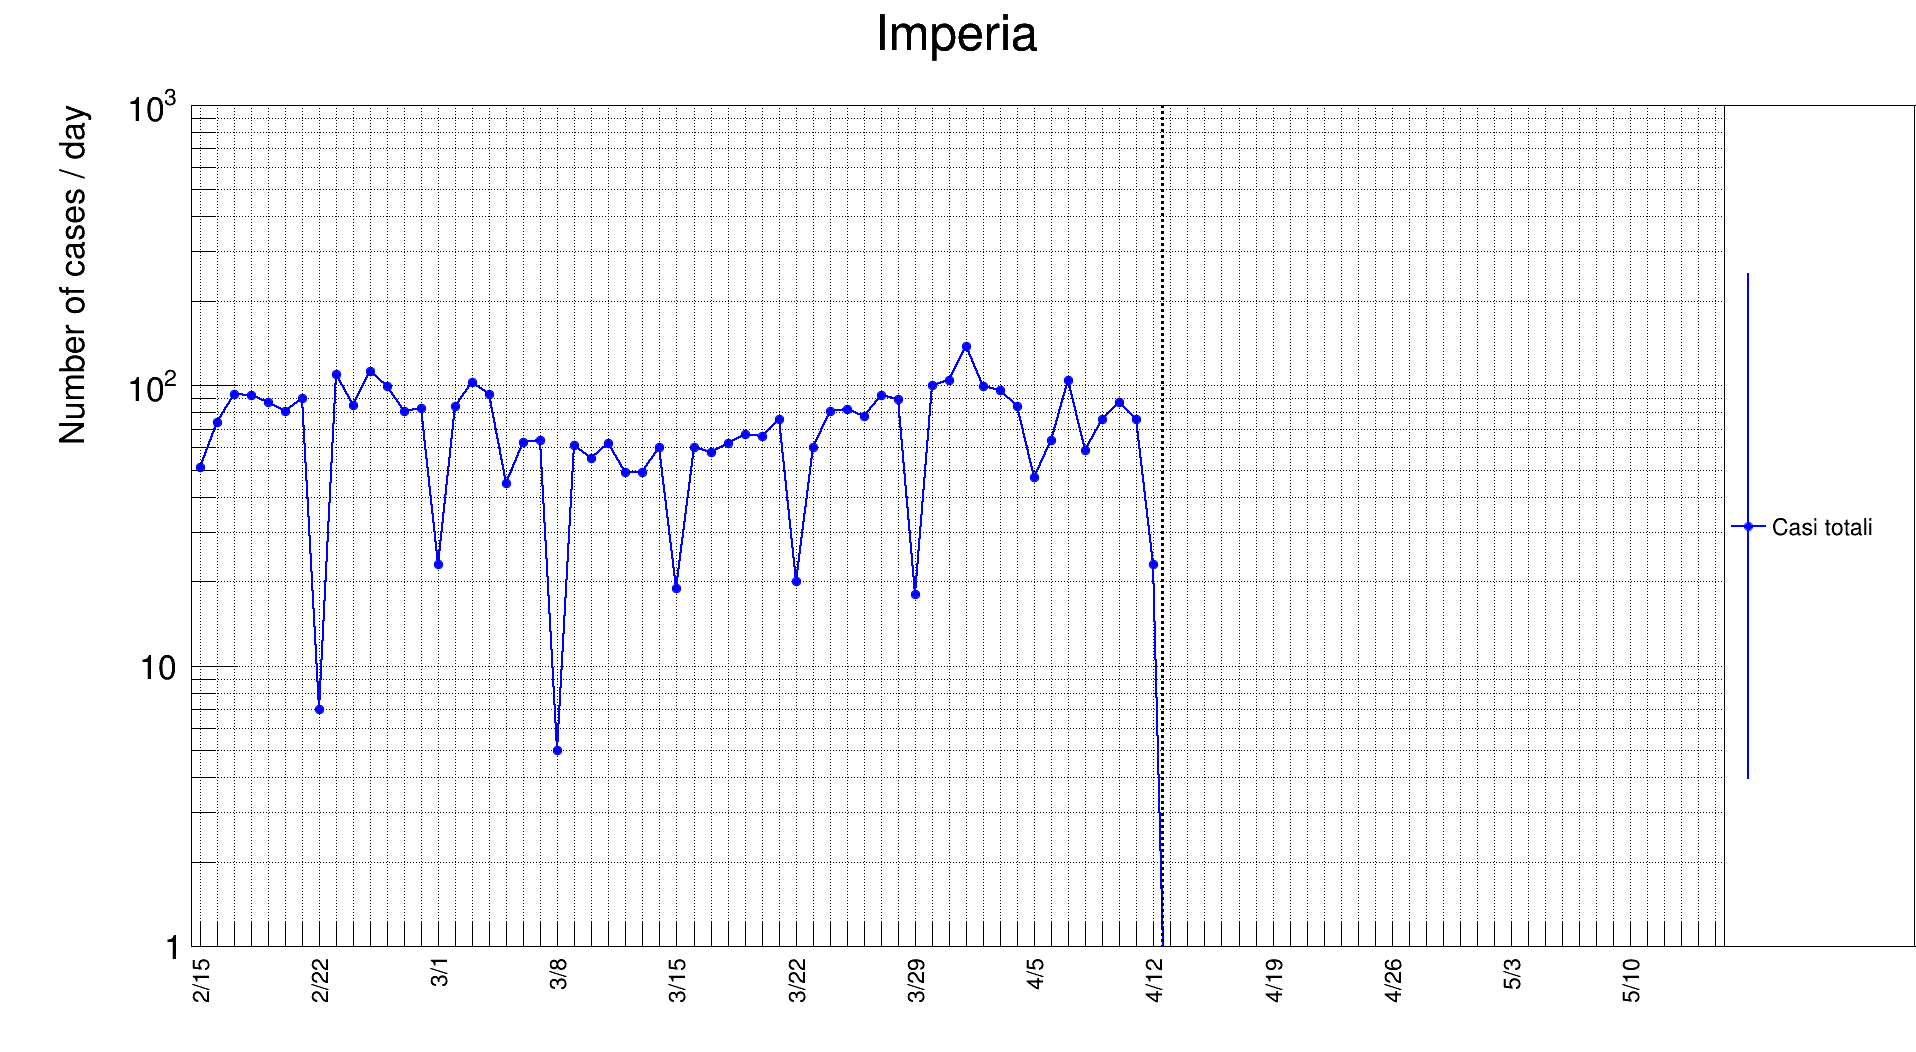 Imperia
Number of cases / day
10³
10²
10
1
2/15 2/22 3/1 3/8 3/15 3/22 3/29 4/5 4/12 4/19 4/26 5/3 5/10
Casi totali